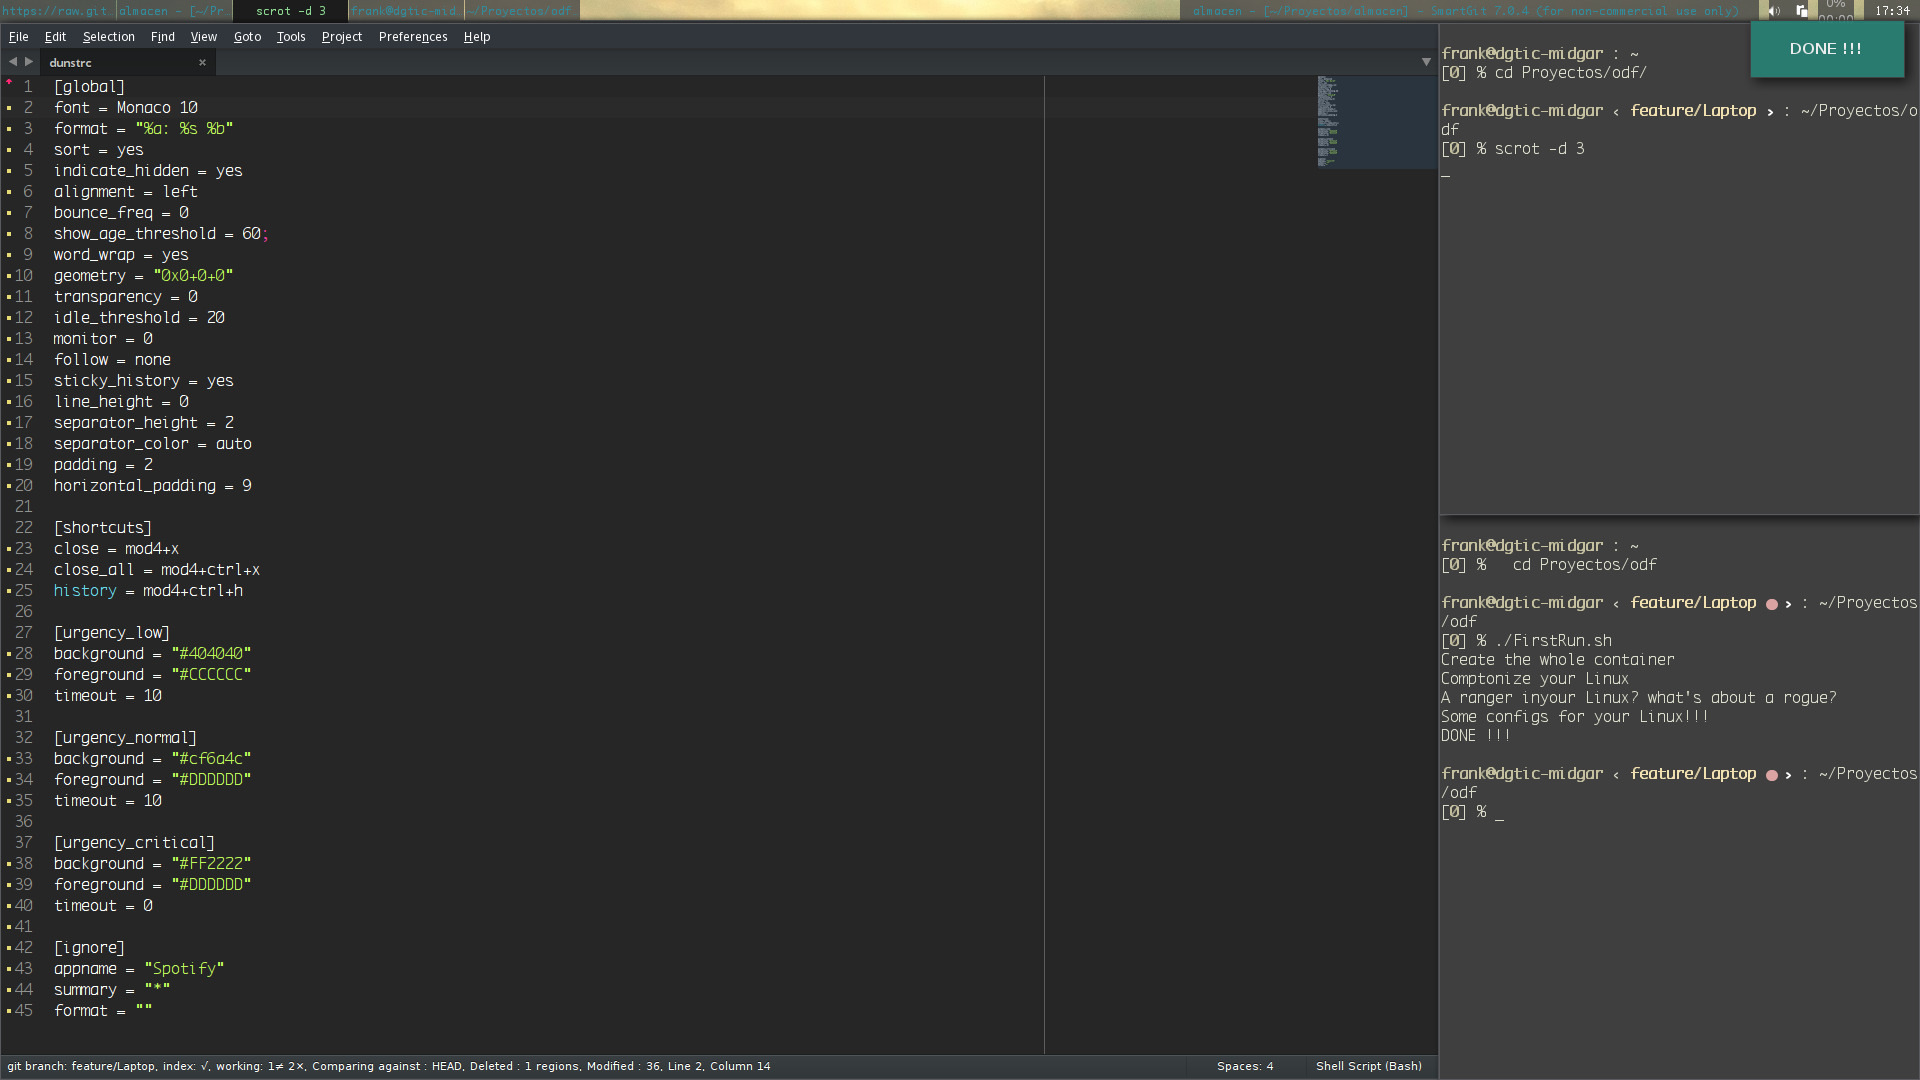 https://raw.git
almacen - [~/Pr
scrot -d 3
frank@dgtic-mid
~/Proyectos/odf
almacen - [~/Proyectos/almacen] - SmartGit 7.0.4 (for non-commercial use only)
0%
17:34
File Edit Selection Find View Goto Tools Project Preferences Help
dunstrc ×
1 [global]
2 font = Monaco 10
3 format = "%a: %s %b"
4 sort = yes
5 indicate_hidden = yes
6 alignment = left
7 bounce_freq = 0
8 show_age_threshold = 60;
9 word_wrap = yes
10 geometry = "0x0+0+0"
11 transparency = 0
12 idle_threshold = 20
13 monitor = 0
14 follow = none
15 sticky_history = yes
16 line_height = 0
17 separator_height = 2
18 separator_color = auto
19 padding = 2
20 horizontal_padding = 9
21
22 [shortcuts]
23 close = mod4+x
24 close_all = mod4+ctrl+x
25 history = mod4+ctrl+h
26
27 [urgency_low]
28 background = "#404040"
29 foreground = "#CCCCCC"
30 timeout = 10
31
32 [urgency_normal]
33 background = "#cf6a4c"
34 foreground = "#DDDDDD"
35 timeout = 10
36
37 [urgency_critical]
38 background = "#FF2222"
39 foreground = "#DDDDDD"
40 timeout = 0
41
42 [ignore]
43 appname = "Spotify"
44 summary = "*"
45 format = ""
git branch: feature/Laptop, index: √, working: 1≠ 2×, Comparing against : HEAD, Deleted : 1 regions, Modified : 36, Line 2, Column 14
Spaces: 4
Shell Script (Bash)
DONE !!!
frank@dgtic-midgar : ~
[0] % cd Proyectos/odf/
frank@dgtic-midgar ‹ feature/Laptop › : ~/Proyectos/o
df
[0] % scrot -d 3
_
frank@dgtic-midgar : ~
[0] %   cd Proyectos/odf
frank@dgtic-midgar ‹ feature/Laptop ● › : ~/Proyectos
/odf
[0] % ./FirstRun.sh
Create the whole container
Comptonize your Linux
A ranger inyour Linux? what's about a rogue?
Some configs for your Linux!!!
DONE !!!
frank@dgtic-midgar ‹ feature/Laptop ● › : ~/Proyectos
/odf
[0] % _